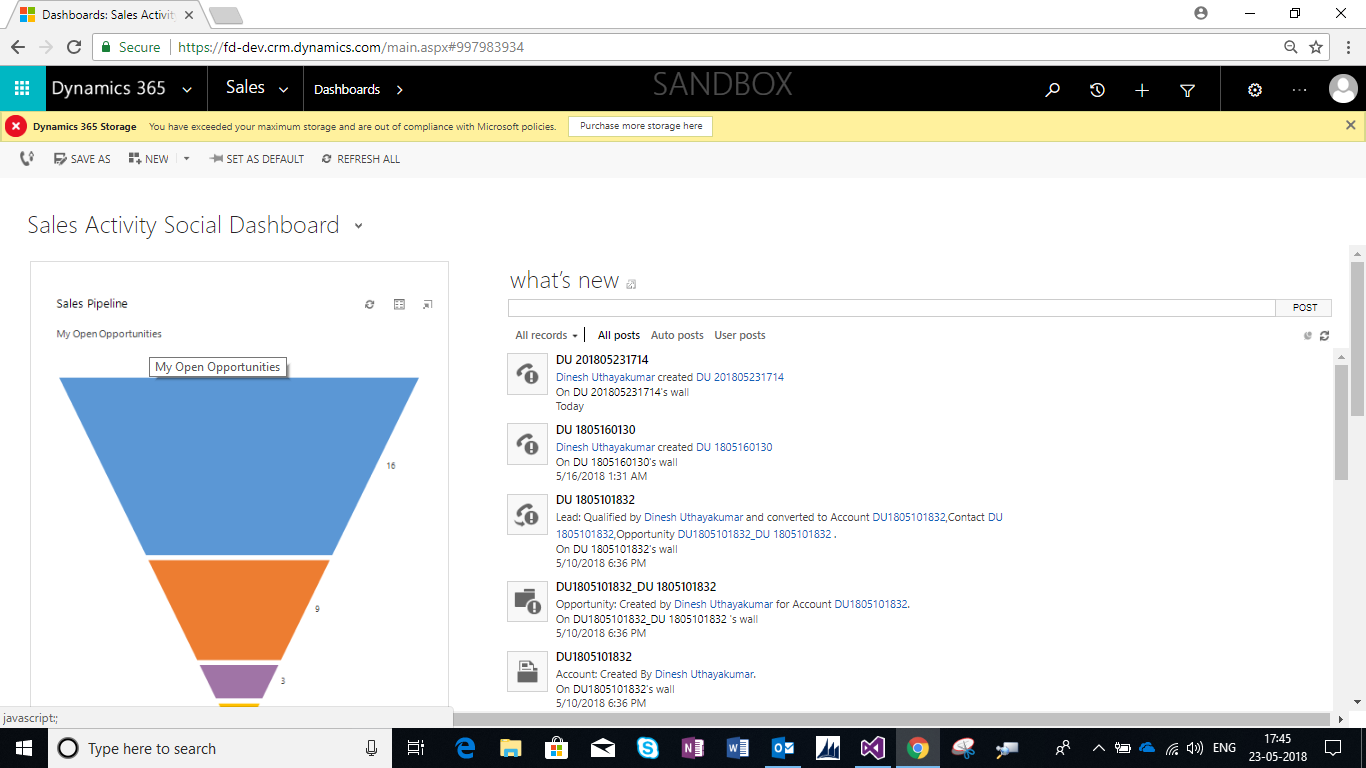 Dashboards: Sales Activit
Secure https://fd-dev.crm.dynamics.com/main.aspx#997983934
Dynamics 365 Sales Dashboards SANDBOX
Dynamics 365 Storage You have exceeded your maximum storage and are out of compliance with Microsoft policies. Purchase more storage here
SAVE AS NEW SET AS DEFAULT REFRESH ALL
Sales Activity Social Dashboard
Sales Pipeline
My Open Opportunities
My Open Opportunities
16
9
3
what's new
POST
All records All posts Auto posts User posts
DU 201805231714
Dinesh Uthayakumar created DU 201805231714
On DU 201805231714's wall
Today
DU 1805160130
Dinesh Uthayakumar created DU 1805160130
On DU 1805160130's wall
5/16/2018 1:31 AM
DU 1805101832
Lead: Qualified by Dinesh Uthayakumar and converted to Account DU1805101832,Contact DU
1805101832,Opportunity DU1805101832_DU 1805101832 .
On DU 1805101832's wall
5/10/2018 6:36 PM
DU1805101832_DU 1805101832
Opportunity: Created by Dinesh Uthayakumar for Account DU1805101832.
On DU1805101832_DU 1805101832 's wall
5/10/2018 6:36 PM
DU1805101832
Account: Created By Dinesh Uthayakumar.
On DU1805101832's wall
5/10/2018 6:36 PM
javascript:;
Type here to search
ENG
17:45
23-05-2018